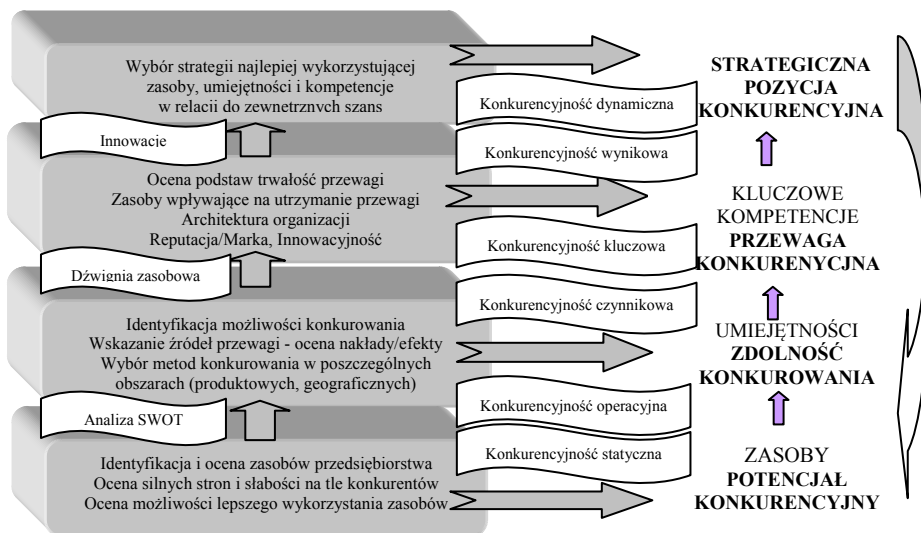 Wybór strategii najlepiej wykorzystującej
zasoby, umiejętności i kompetencje
w relacji do zewnętrznych szans
STRATEGICZNA
POZYCJA
KONKURENCYJNA
Konkurencyjność dynamiczna
Innowacje
Konkurencyjność wynikowa
Ocena podstaw trwałość przewagi
Zasoby wpływające na utrzymanie przewagi
Architektura organizacji
Reputacja/Marka, Innowacyjność
KLUCZOWE
KOMPETENCJE
PRZEWAGA
KONKURENYCJNA
Konkurencyjność kluczowa
Dźwignia zasobowa
Konkurencyjność czynnikowa
Identyfikacja możliwości konkurowania
Wskazanie źródeł przewagi - ocena nakłady/efekty
Wybór metod konkurowania w poszczególnych
obszarach (produktowych, geograficznych)
UMIEJĘTNOŚCI
ZDOLNOŚĆ
KONKUROWANIA
Konkurencyjność operacyjna
Analiza SWOT
Konkurencyjność statyczna
Identyfikacja i ocena zasobów przedsiębiorstwa
Ocena silnych stron i słabości na tle konkurentów
Ocena możliwości lepszego wykorzystania zasobów
ZASOBY
POTENCJAŁ
KONKURENCYJNY